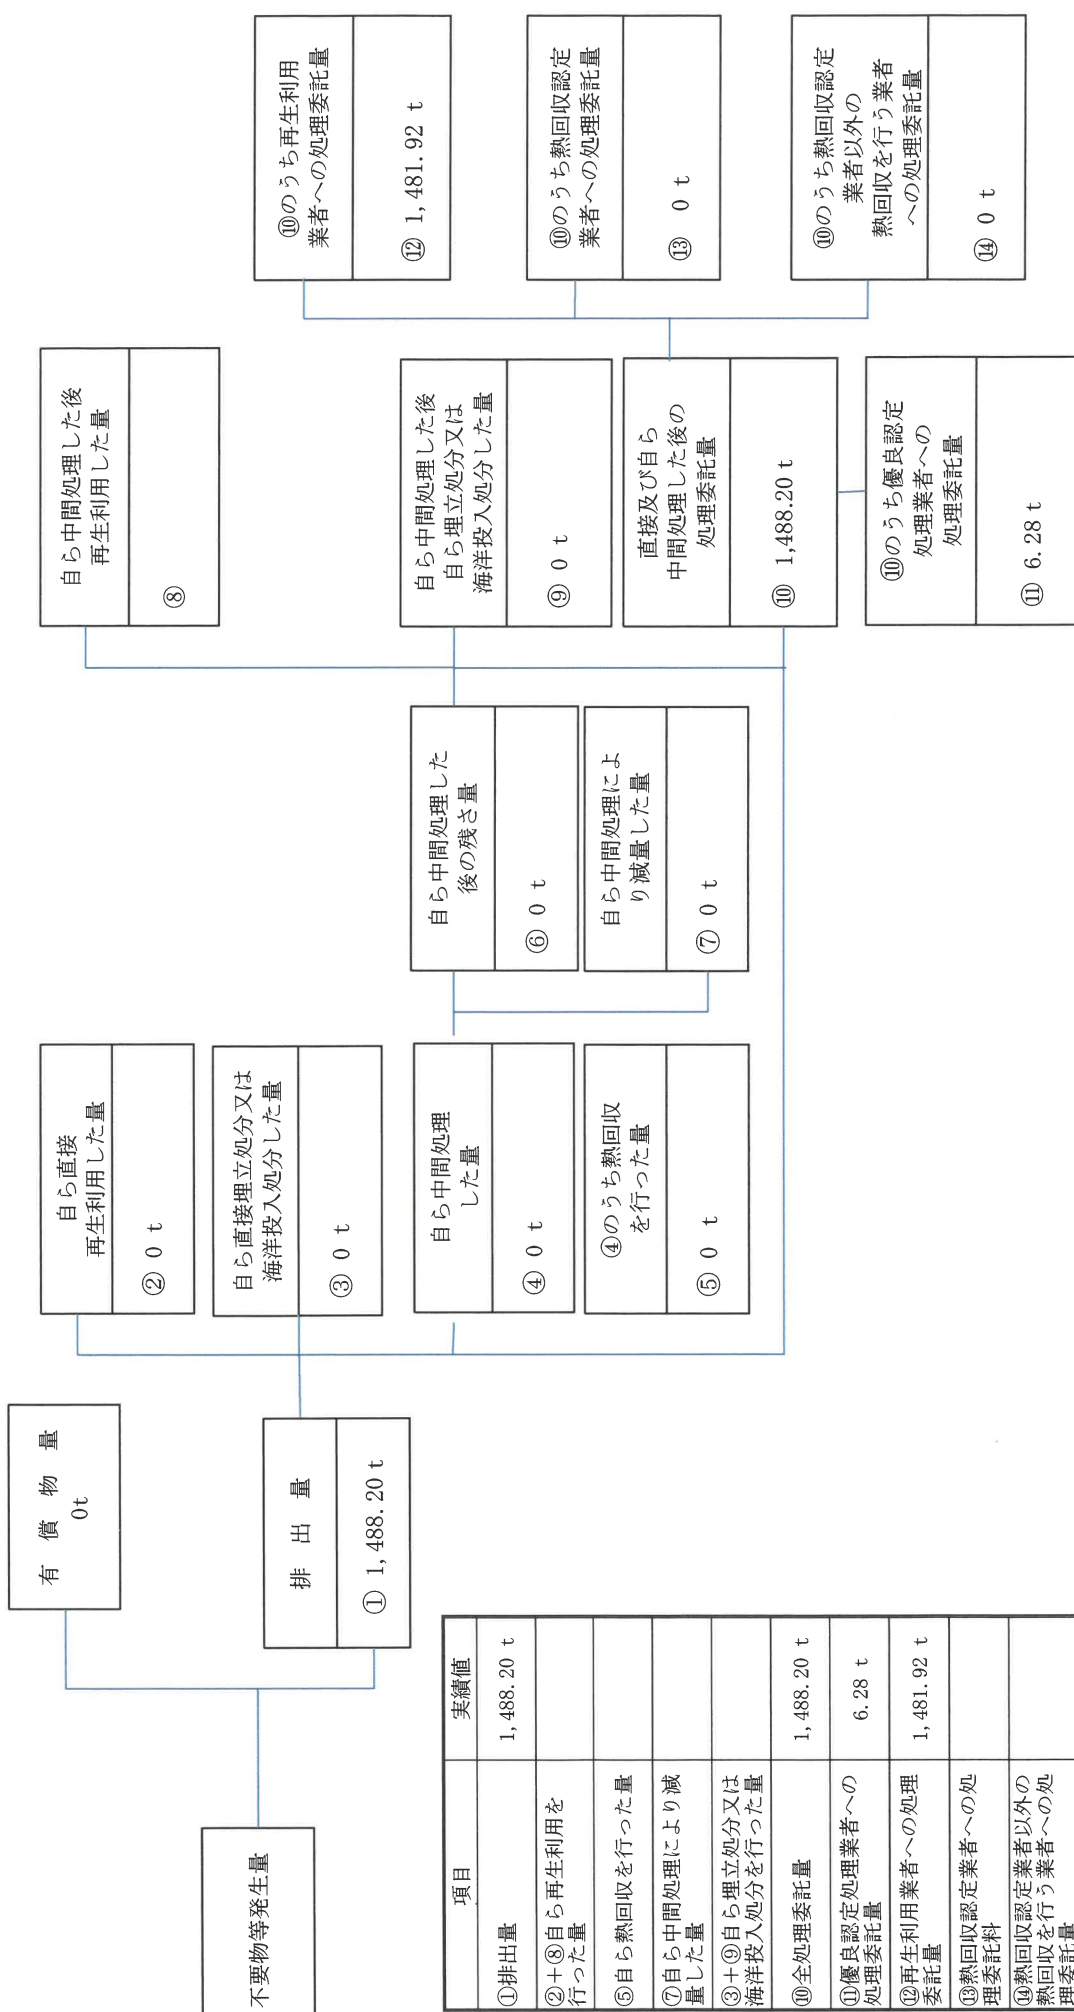 不要物等発生量
有償物量
0t
排出量
① 1,488.20 t
自ら直接
再生利用した量
② 0 t
自ら直接埋立処分又は
海洋投入処分した量
③ 0 t
自ら中間処理
した量
④ 0 t
④のうち熱回収
を行った量
⑤ 0 t
自ら中間処理した
後の残さ量
⑥ 0 t
自ら中間処理によ
り減量した量
⑦ 0 t
自ら中間処理した後
再生利用した量
⑧
自ら中間処理した後
自ら埋立処分又は
海洋投入処分した量
⑨ 0 t
直接及び自ら
中間処理した後の
処理委託量
⑩ 1,488.20 t
⑩のうち優良認定
処理業者への
処理委託量
⑪ 6.28 t
⑩のうち再生利用
業者への処理委託量
⑫ 1,481.92 t
⑩のうち熱回収認定
業者への処理委託量
⑬ 0 t
⑩のうち熱回収認定
業者以外の
熱回収を行う業者
への処理委託量
⑭ 0 t
項目 実績値
①排出量 1,488.20 t
②+⑧自ら再生利用を
行った量
⑤自ら熱回収を行った量
⑦自ら中間処理により減
量した量
③+⑨自ら埋立処分又は
海洋投入処分を行った量
⑩全処理委託量 1,488.20 t
⑪優良認定処理業者への
処理委託量 6.28 t
⑫再生利用業者への処理
委託量 1,481.92 t
⑬熱回収認定業者への処
理委託料
⑭熱回収認定業者以外の
熱回収を行う業者への処
理委託量